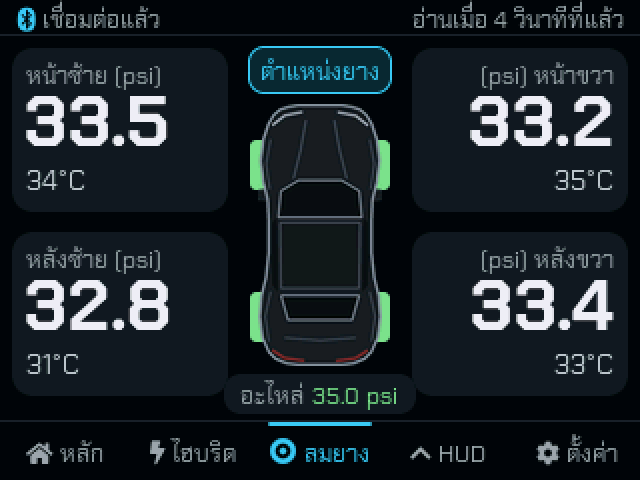 เชื่อมต่อแล้ว
อ่านเมื่อ 4 วินาทีที่แล้ว
หน้าซ้าย (psi)
33.5
34°C
ตำแหน่งยาง
(psi) หน้าขวา
33.2
35°C
หลังซ้าย (psi)
32.8
31°C
(psi) หลังขวา
33.4
33°C
อะไหล่ 35.0 psi
หลัก
ไฮบริด
ลมยาง
HUD
ตั้งค่า